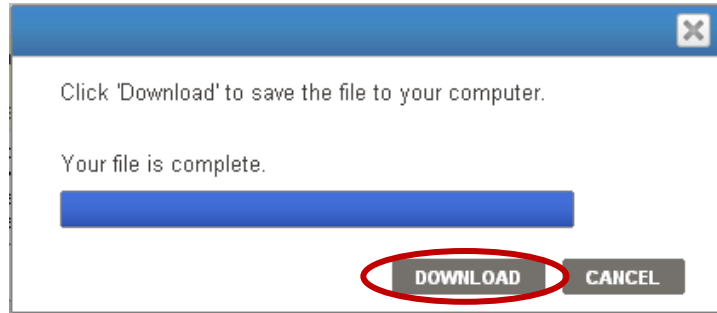 Click 'Download' to save the file to your computer.
Your file is complete.
DOWNLOAD CANCEL